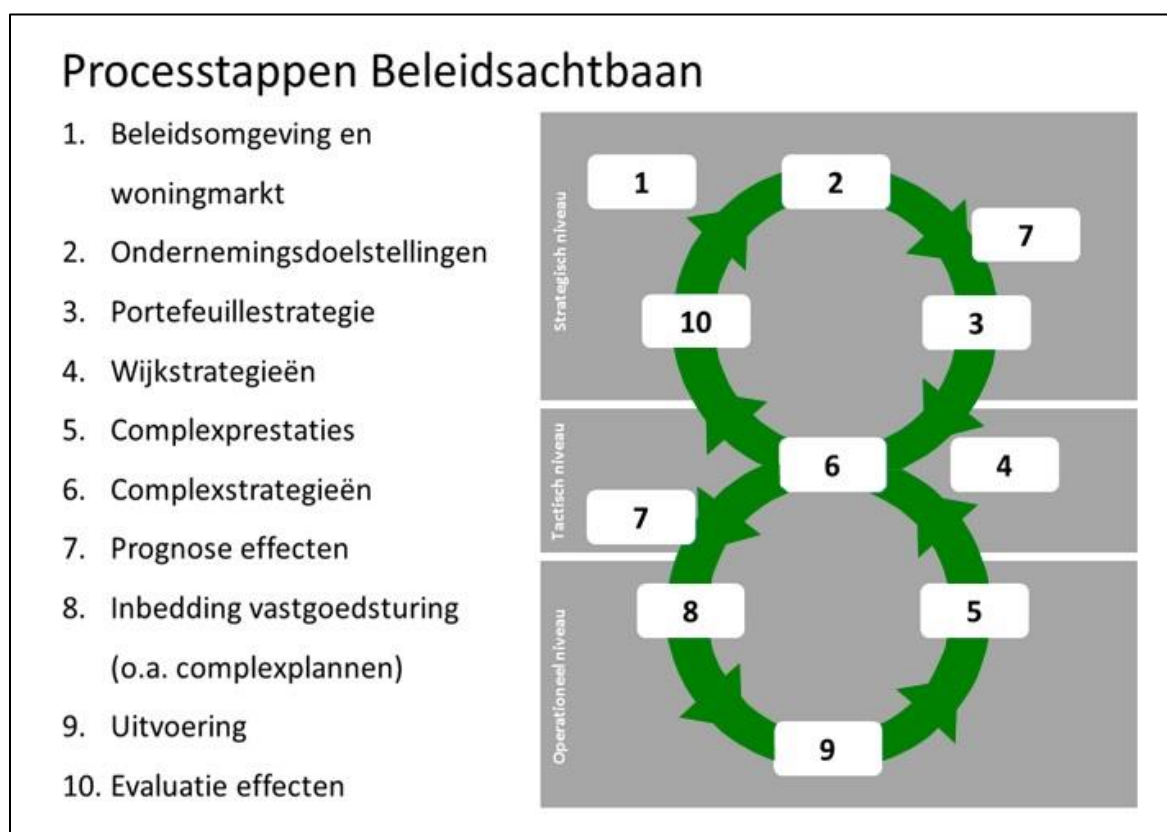 Processtappen Beleidsachtbaan
1. Beleidsomgeving en
woningmarkt
2. Ondernemingsdoelstellingen
3. Portefeuillestrategie
4. Wijkstrategieën
5. Complexprestaties
6. Complexstrategieën
7. Prognose effecten
8. Inbedding vastgoedsturing
(o.a. complexplannen)
9. Uitvoering
10. Evaluatie effecten
Strategisch niveau
1
2
7
10
3
Tactisch niveau
6
4
7
Operationeel niveau
8
5
9